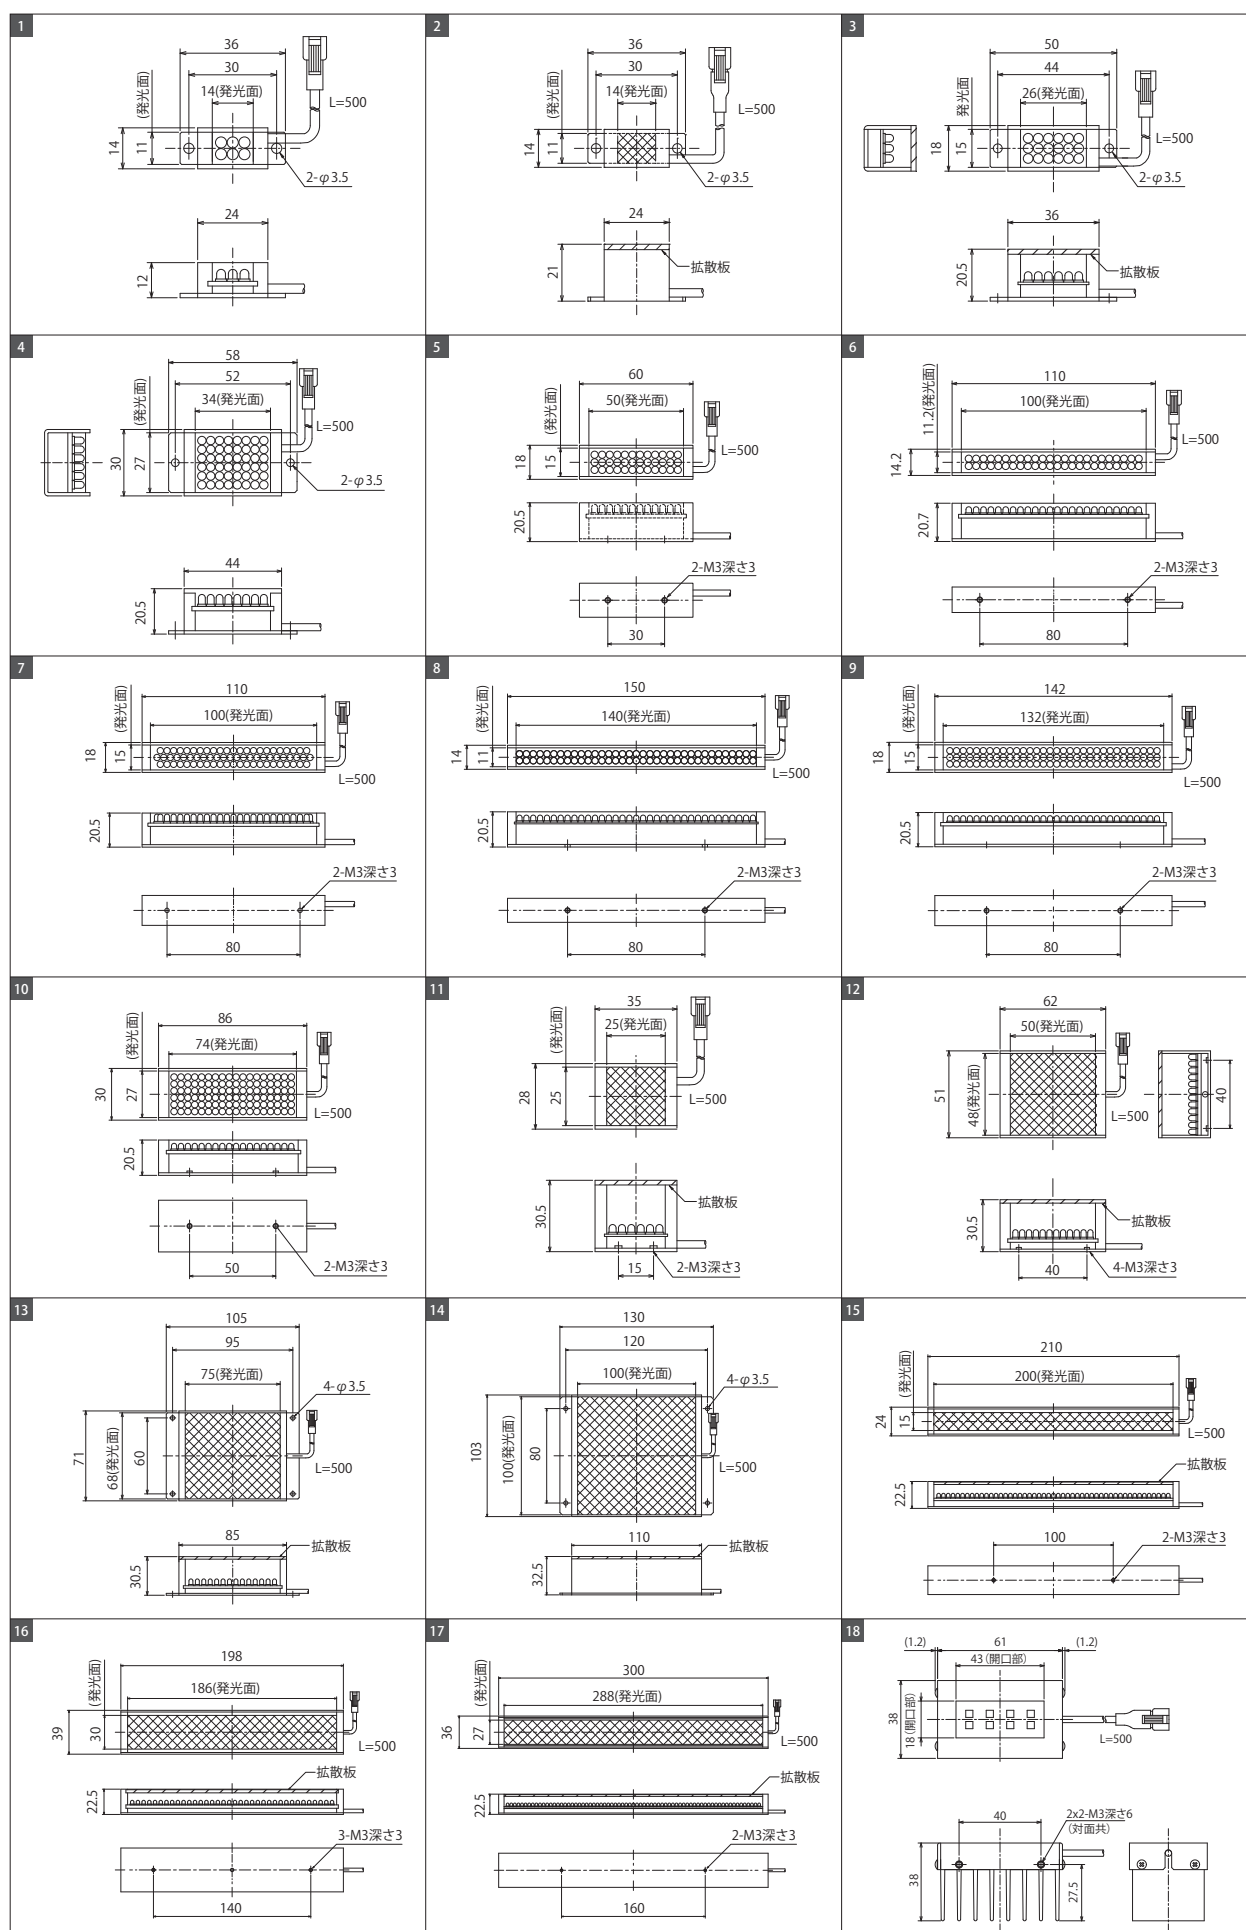 1
36
30
14(発光面)
(発光面)
14
11
L=500
2-φ3.5
24
12
2
36
30
14(発光面)
(発光面)
14
11
L=500
2-φ3.5
24
21
拡散板
3
50
44
26(発光面)
発光面
18
15
L=500
2-φ3.5
36
20.5
拡散板
4
58
52
34(発光面)
(発光面)
30
27
L=500
2-φ3.5
44
20.5
5
60
50(発光面)
(発光面)
18
15
L=500
20.5
2-M3深さ3
30
6
110
100(発光面)
11.2(発光面)
14.2
L=500
20.7
2-M3深さ3
80
7
110
100(発光面)
(発光面)
18
15
L=500
20.5
2-M3深さ3
80
8
150
140(発光面)
(発光面)
14
11
L=500
20.5
2-M3深さ3
80
9
142
132(発光面)
(発光面)
18
15
L=500
20.5
2-M3深さ3
80
10
86
74(発光面)
(発光面)
30
27
L=500
20.5
50
2-M3深さ3
11
35
25(発光面)
(発光面)
28
25
L=500
30.5
拡散板
15
2-M3深さ3
12
62
50(発光面)
51
48(発光面)
L=500
40
30.5
拡散板
40
4-M3深さ3
13
105
95
75(発光面)
4-φ3.5
71
68(発光面)
60
L=500
85
30.5
拡散板
14
130
120
100(発光面)
4-φ3.5
103
100(発光面)
80
L=500
110
32.5
拡散板
15
210
200(発光面)
(発光面)
24
15
L=500
拡散板
22.5
100
2-M3深さ3
16
198
186(発光面)
(発光面)
39
30
L=500
拡散板
22.5
3-M3深さ3
140
17
300
288(発光面)
(発光面)
36
27
L=500
拡散板
22.5
2-M3深さ3
160
18
(1.2)
61
(1.2)
43(開口部)
38
18(開口部)
L=500
40
2x2-M3深さ6
(対面共)
38
27.5